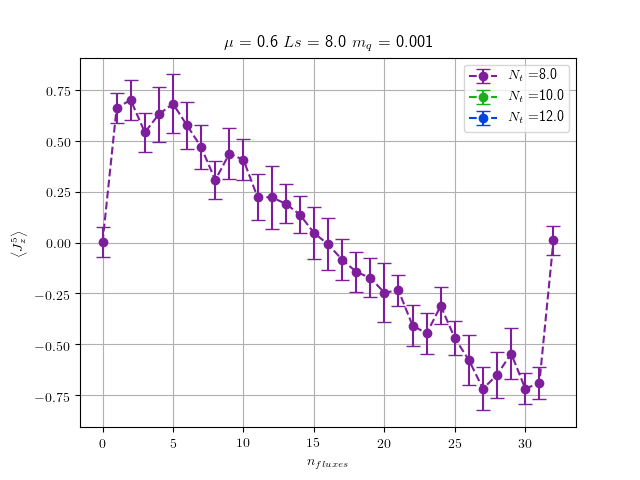 μ = 0.6 Ls = 8.0 m_q = 0.001
N_t =8.0
N_t =10.0
N_t =12.0
⟨J_z^5⟩
0.75
0.50
0.25
0.00
−0.25
−0.50
−0.75
0 5 10 15 20 25 30
n_{fluxes}